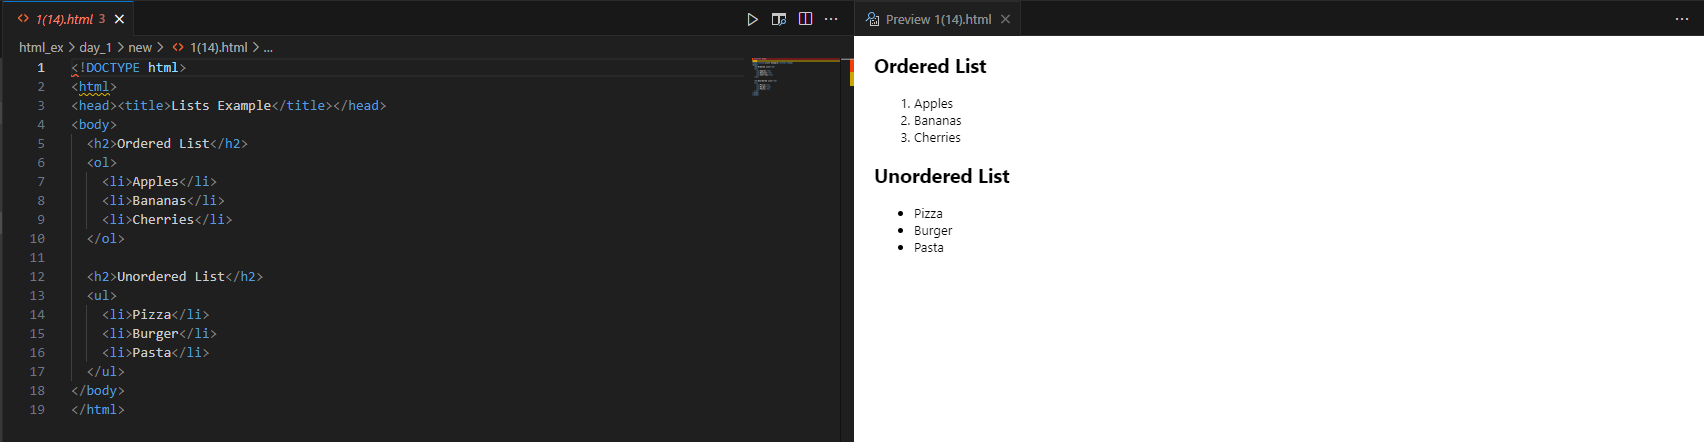 1(14).html 3
html_ex > day_1 > new > 1(14).html > ...
1 <!DOCTYPE html>
2 <html>
3 <head><title>Lists Example</title></head>
4 <body>
5   <h2>Ordered List</h2>
6   <ol>
7     <li>Apples</li>
8     <li>Bananas</li>
9     <li>Cherries</li>
10   </ol>
11
12   <h2>Unordered List</h2>
13   <ul>
14     <li>Pizza</li>
15     <li>Burger</li>
16     <li>Pasta</li>
17   </ul>
18 </body>
19 </html>
Preview 1(14).html
Ordered List
1. Apples
2. Bananas
3. Cherries
Unordered List
• Pizza
• Burger
• Pasta